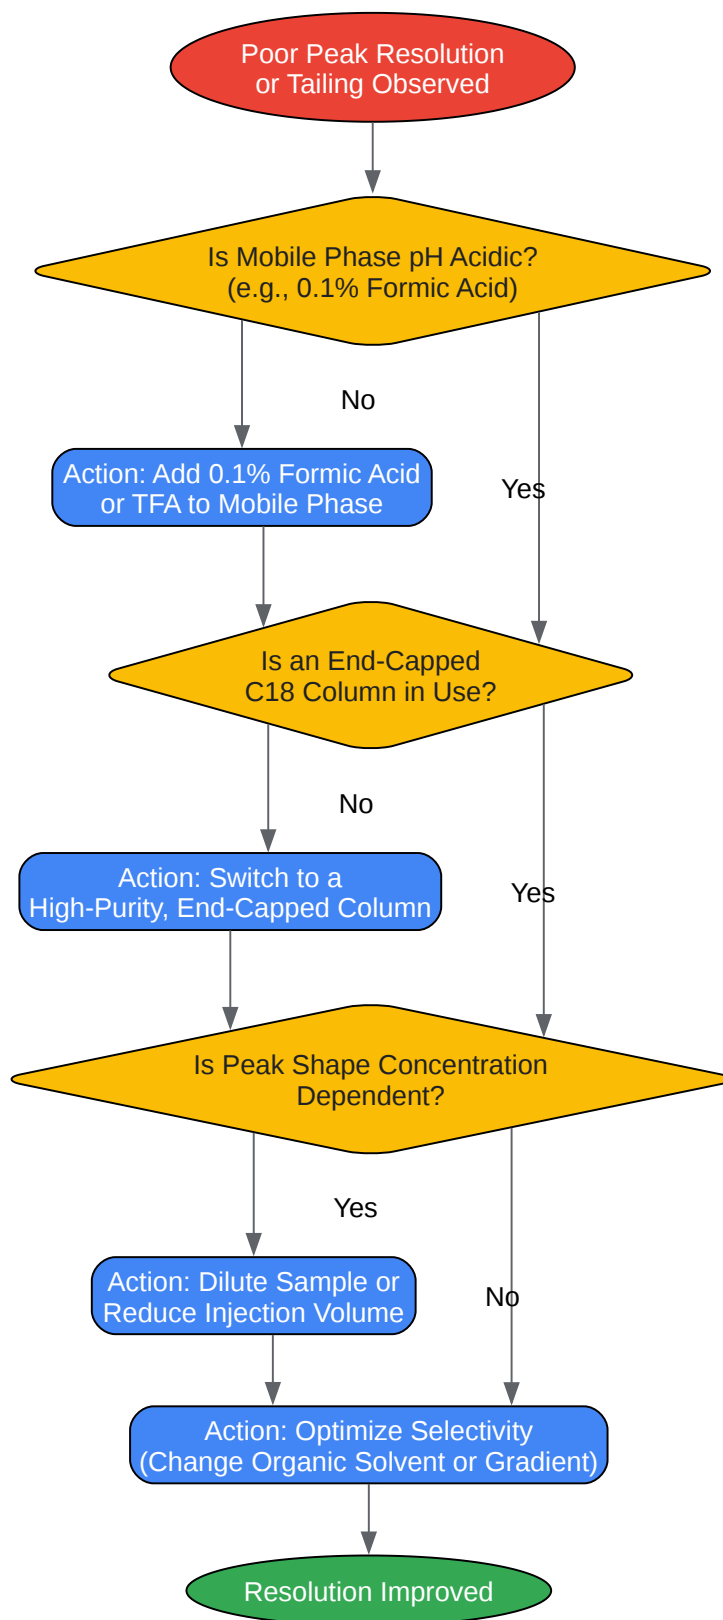 Poor Peak Resolution
or Tailing Observed
Is Mobile Phase pH Acidic?
(e.g., 0.1% Formic Acid)
No
Action: Add 0.1% Formic Acid
or TFA to Mobile Phase
Yes
Is an End-Capped
C18 Column in Use?
No
Action: Switch to a
High-Purity, End-Capped Column
Yes
Is Peak Shape Concentration
Dependent?
Yes
Action: Dilute Sample or
Reduce Injection Volume
No
Action: Optimize Selectivity
(Change Organic Solvent or Gradient)
Resolution Improved